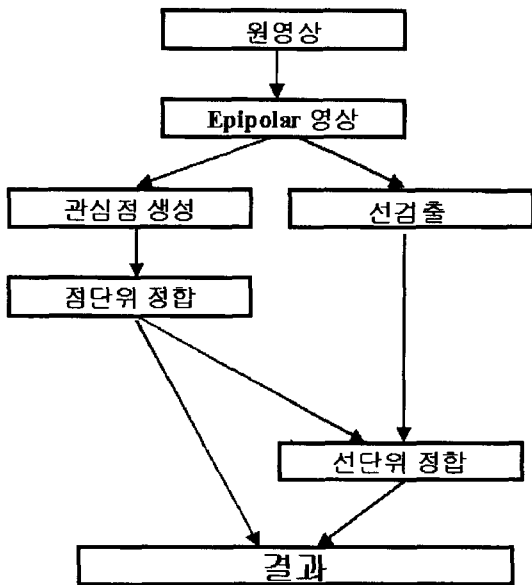 원영상
Epipolar 영상
관심점 생성
선검출
점단위 정합
선단위 정합
결과